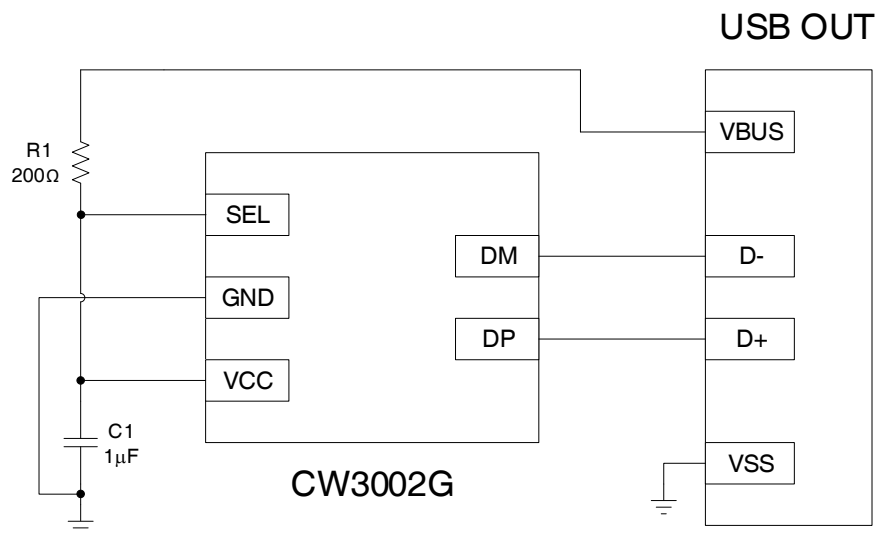 USB OUT
VBUS
R1
200Ω
SEL
DM
D-
GND
DP
D+
VCC
C1
1μF
VSS
CW3002G